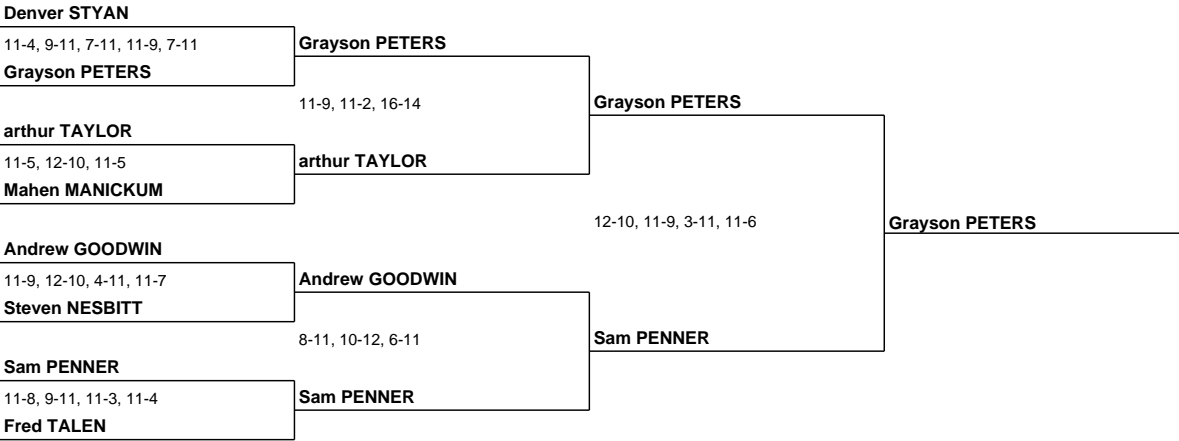 Denver STYAN
11-4, 9-11, 7-11, 11-9, 7-11
Grayson PETERS
Grayson PETERS
11-9, 11-2, 16-14
Grayson PETERS
arthur TAYLOR
11-5, 12-10, 11-5
arthur TAYLOR
Mahen MANICKUM
12-10, 11-9, 3-11, 11-6
Grayson PETERS
Andrew GOODWIN
11-9, 12-10, 4-11, 11-7
Andrew GOODWIN
Steven NESBITT
8-11, 10-12, 6-11
Sam PENNER
Sam PENNER
11-8, 9-11, 11-3, 11-4
Sam PENNER
Fred TALEN